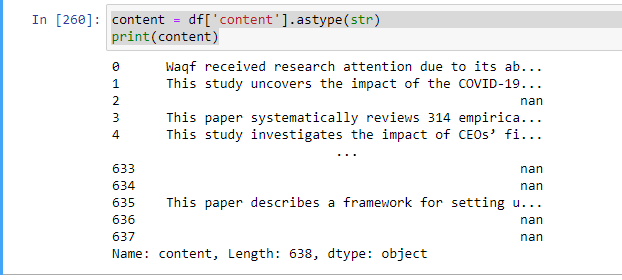 In [260]: content = df['content'].astype(str)
print(content)
0 Waqf received research attention due to its ab...
1 This study uncovers the impact of the COVID-19...
2 nan
3 This paper systematically reviews 314 empirica...
4 This study investigates the impact of CEOs’ fi...
...
633 nan
634 nan
635 This paper describes a framework for setting u...
636 nan
637 nan
Name: content, Length: 638, dtype: object